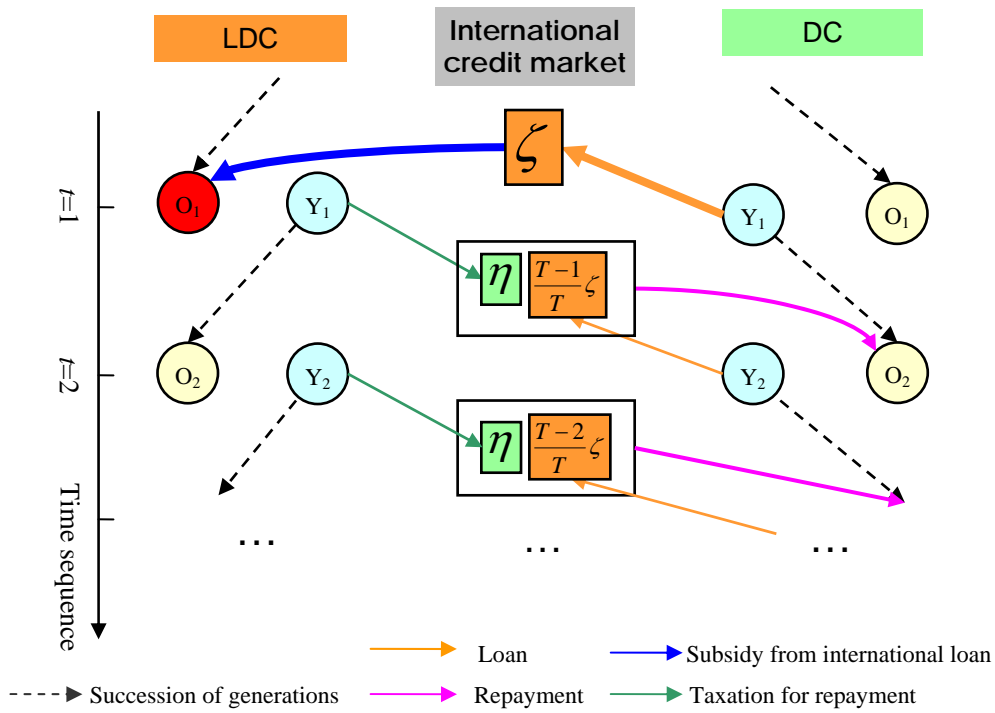 LDC
International
credit market
DC
ζ
t=1
O₁
Y₁
Y₁
O₁
η
T−1
T
ζ
t=2
O₂
Y₂
Y₂
O₂
η
T−2
T
ζ
Time sequence
...
...
...
Loan
Subsidy from international loan
Succession of generations
Repayment
Taxation for repayment